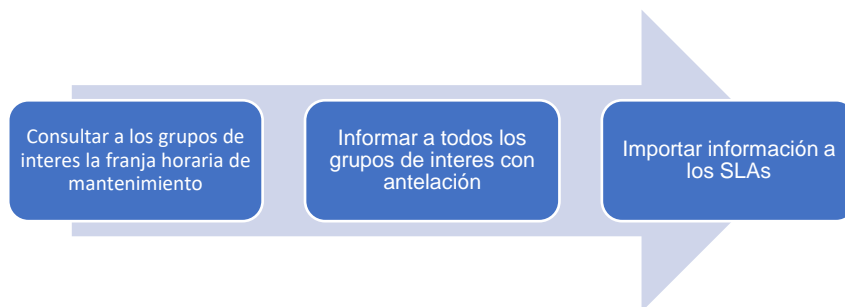 Consultar a los grupos de
interes la franja horaria de
mantenimiento
Informar a todos los
grupos de interes con
antelación
Importar información a
los SLAs